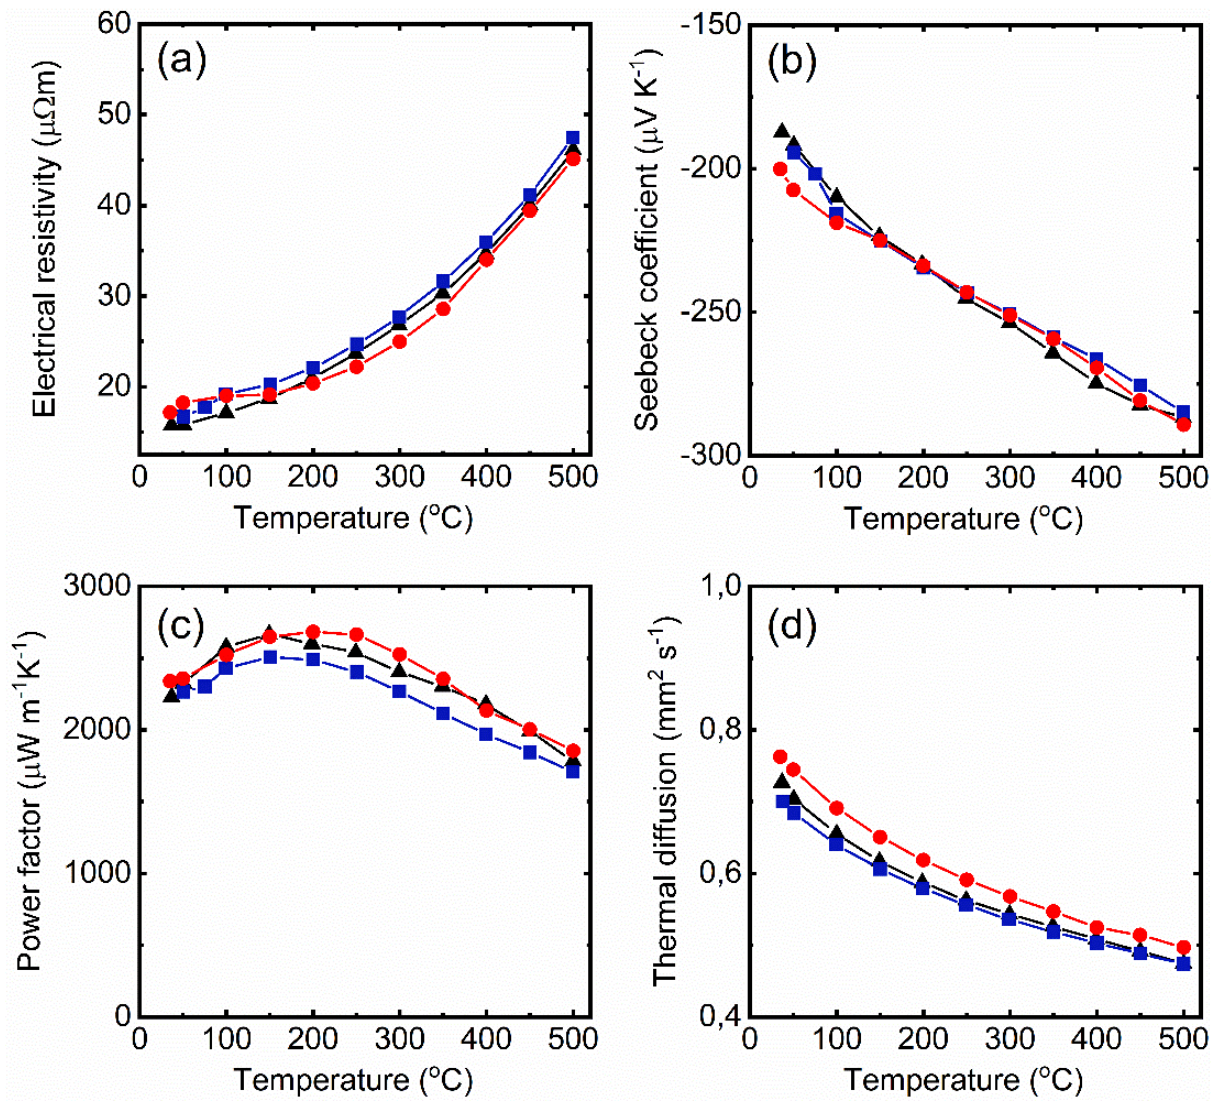 (a)
Electrical resistivity (μΩm)
60
50
40
30
20
0 100 200 300 400 500
Temperature (°C)
(b)
Seebeck coefficient (μV K⁻¹)
-150
-200
-250
-300
0 100 200 300 400 500
Temperature (°C)
(c)
Power factor (μW m⁻¹K⁻¹)
3000
2000
1000
0
0 100 200 300 400 500
Temperature (°C)
(d)
Thermal diffusion (mm² s⁻¹)
1,0
0,8
0,6
0,4
0 100 200 300 400 500
Temperature (°C)